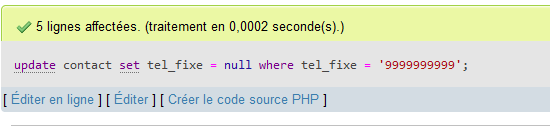 5 lignes affectées. (traitement en 0,0002 seconde(s).)
update contact set tel_fixe = null where tel_fixe = '9999999999';
[ Éditer en ligne ] [ Éditer ] [ Créer le code source PHP ]